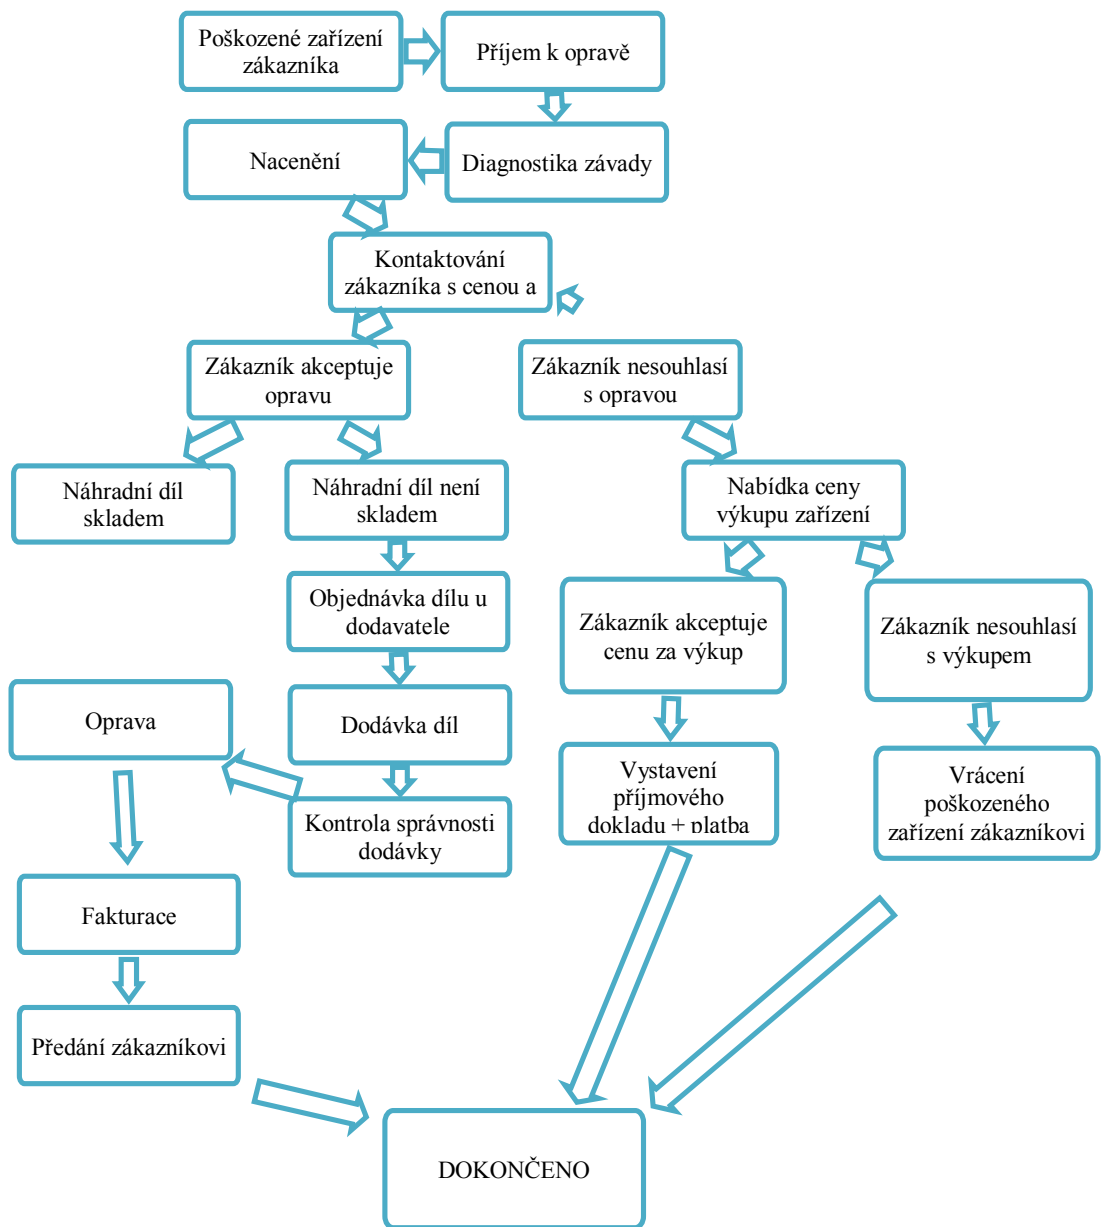 Poškozené zařízení
zákazníka
Příjem k opravě
Nacenění
Diagnostika závady
Kontaktování
zákazníka s cenou a
Zákazník akceptuje
opravu
Zákazník nesouhlasí
s opravou
Náhradní díl
skladem
Náhradní díl není
skladem
Nabídka ceny
výkupu zařízení
Objednávka dílu u
dodavatele
Zákazník akceptuje
cenu za výkup
Zákazník nesouhlasí
s výkupem
Oprava
Dodávka díl
Vystavení
příjmového
dokladu + platba
Vrácení
poškozeného
zařízení zákazníkovi
Kontrola správnosti
dodávky
Fakturace
Předání zákazníkovi
DOKONČENO